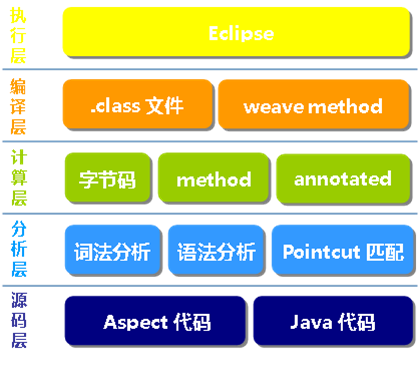 执行层
Eclipse
编译层
.class 文件
weave method
计算层
字节码
method
annotated
分析层
词法分析
语法分析
Pointcut 匹配
源码层
Aspect 代码
Java 代码